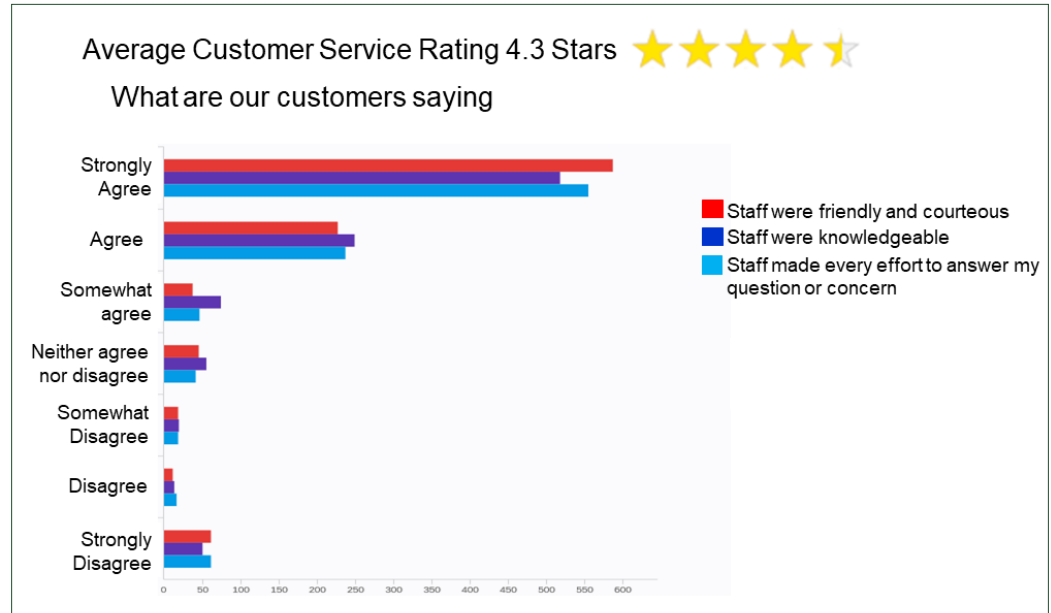 Average Customer Service Rating 4.3 Stars
What are our customers saying
Strongly
Agree
Agree
Somewhat
agree
Neither agree
nor disagree
Somewhat
Disagree
Disagree
Strongly
Disagree
0 50 100 150 200 250 300 350 400 450 500 550 600
Staff were friendly and courteous
Staff were knowledgeable
Staff made every effort to answer my
question or concern